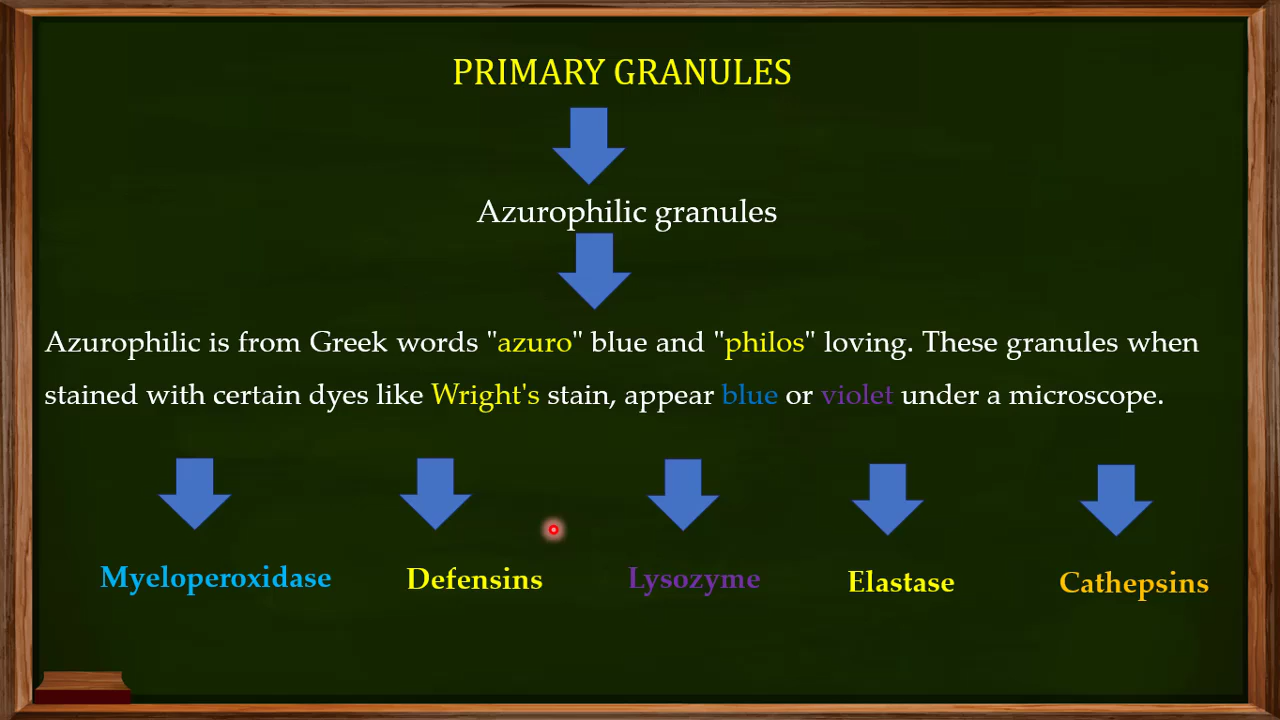 PRIMARY GRANULES
Azurophilic granules
Azurophilic is from Greek words "azuro" blue and "philos" loving. These granules when
stained with certain dyes like Wright's stain, appear blue or violet under a microscope.
Myeloperoxidase Defensins Lysozyme Elastase Cathepsins